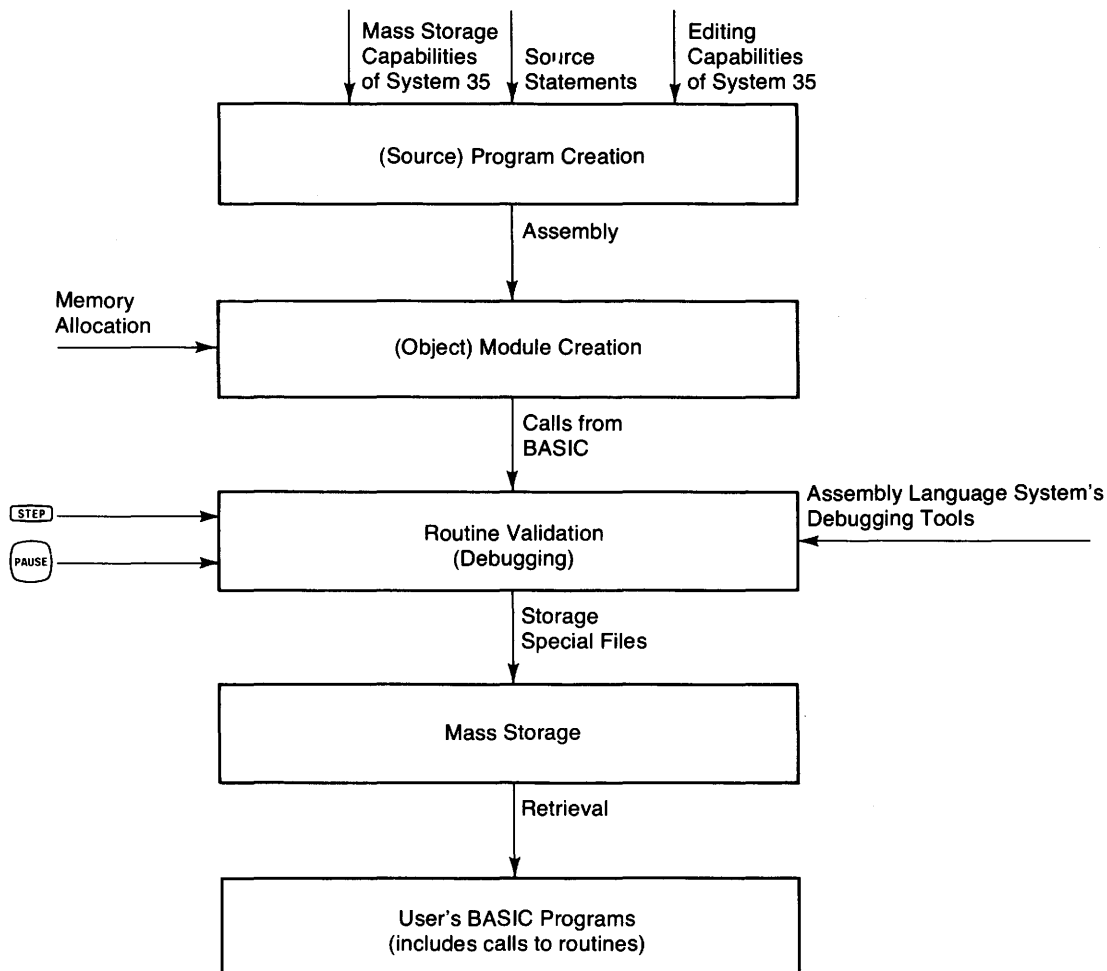 Mass Storage
Capabilities
of System 35
Source
Statements
Editing
Capabilities
of System 35
(Source) Program Creation
Assembly
Memory
Allocation
(Object) Module Creation
Calls from
BASIC
STEP
PAUSE
Routine Validation
(Debugging)
Assembly Language System's
Debugging Tools
Storage
Special Files
Mass Storage
Retrieval
User's BASIC Programs
(includes calls to routines)